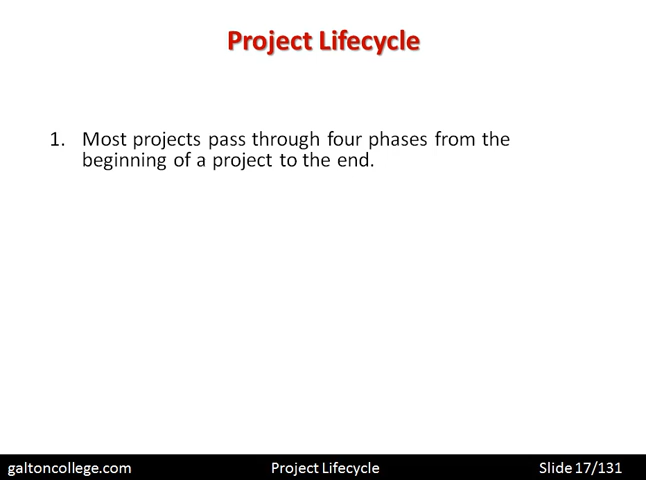 Project Lifecycle
1. Most projects pass through four phases from the
beginning of a project to the end.
galtoncollege.com Project Lifecycle Slide 17/131